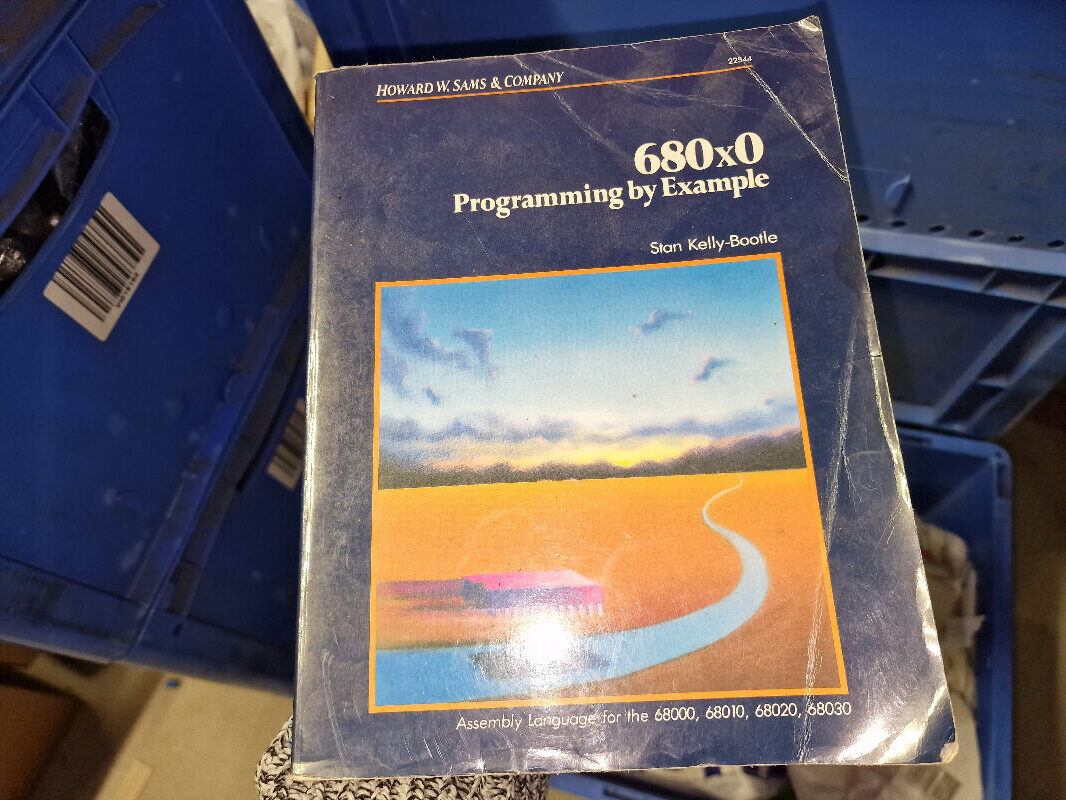 HOWARD W. SAMS & COMPANY
22544
680x0
Programming by Example
Stan Kelly-Bootle
Assembly Language for the 68000, 68010, 68020, 68030